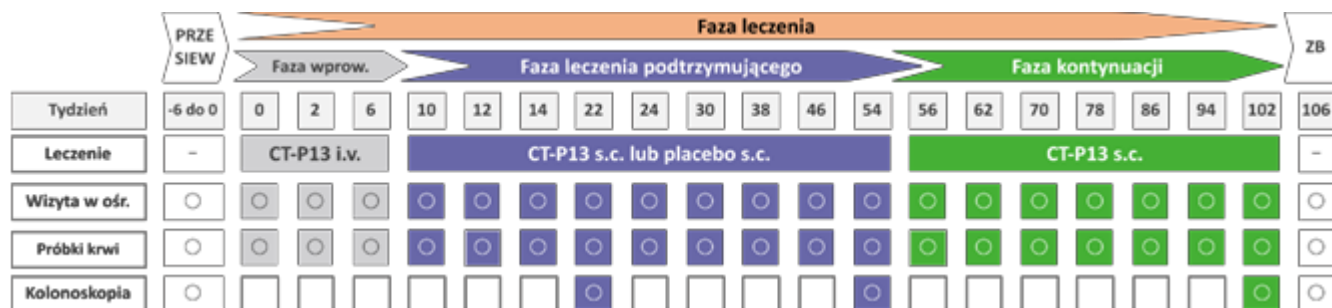 Faza leczenia
PRZE
SIEW
ZB
Faza wprow.
Faza leczenia podtrzymującego
Faza kontynuacji
Tydzień -6 do 0 0 2 6 10 12 14 22 24 30 38 46 54 56 62 70 78 86 94 102 106
Leczenie – CT-P13 i.v. CT-P13 s.c. lub placebo s.c. CT-P13 s.c. –
Wizyta w ośr.
Próbki krwi
Kolonoskopia